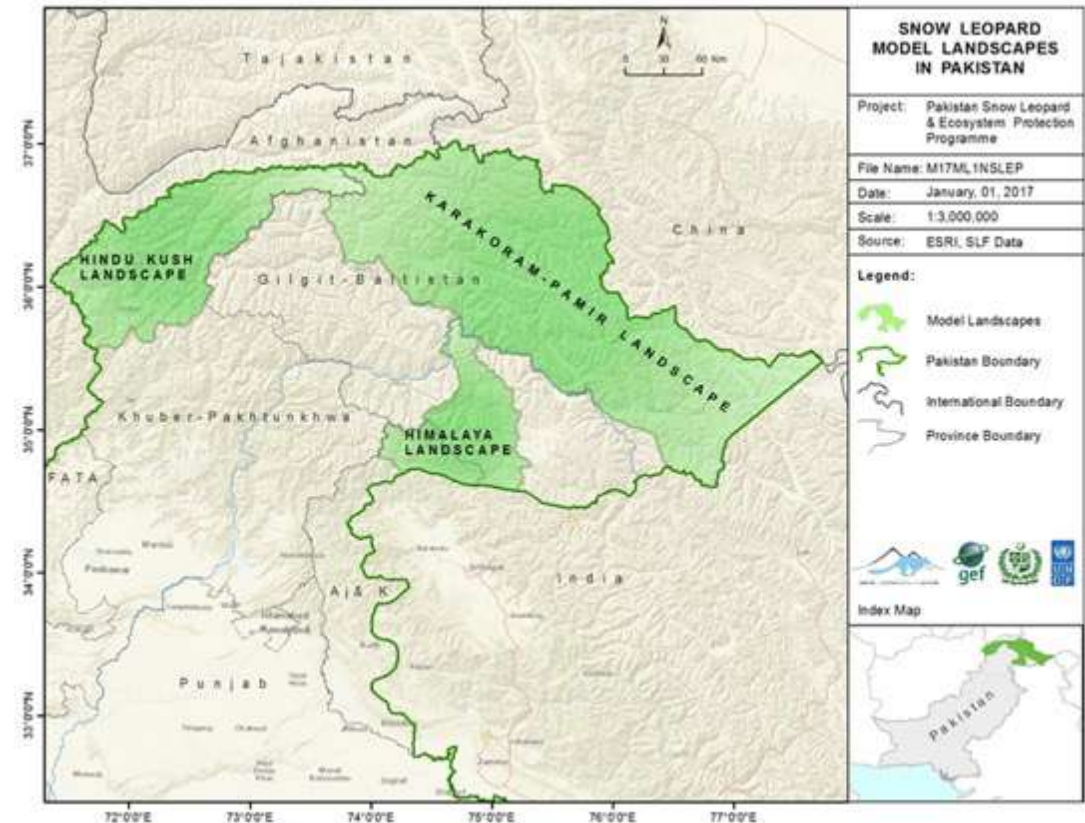 SNOW LEOPARD
MODEL LANDSCAPES
IN PAKISTAN
Project: Pakistan Snow Leopard
& Ecosystem Protection
Programme
File Name: M17ML1NSLEP
Date: January, 01, 2017
Scale: 1:3,000,000
Source: ESRI, SLF Data
Legend:
Model Landscapes
Pakistan Boundary
International Boundary
Province Boundary
gef
U N
D P
Index Map
Pakistan
N
0 30 60 Km
Tajakistan
Afghanistan
China
KARAKORAM-PAMIR LANDSCAPE
HINDU KUSH
LANDSCAPE
Gilgit-Baltistan
Khuber-Pakhtunkhwa
HIMALAYA
LANDSCAPE
FATA
India
Aj& K
Punjab
37°0'0"N
36°0'0"N
35°0'0"N
34°0'0"N
33°0'0"N
72°0'0"E
73°0'0"E
74°0'0"E
75°0'0"E
76°0'0"E
77°0'0"E